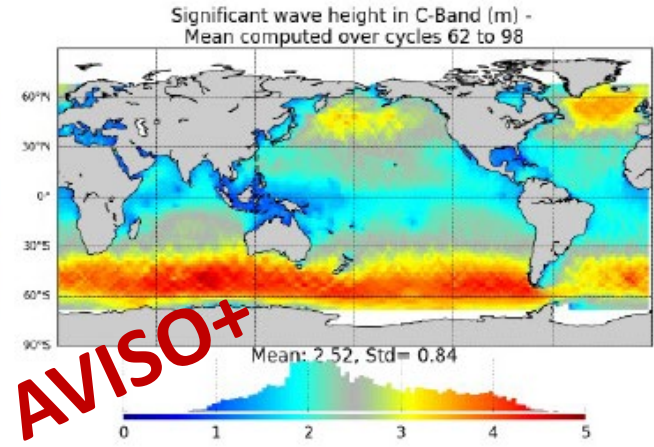 Significant wave height in C-Band (m) -
Mean computed over cycles 62 to 98
60°N
30°N
0°
30°S
60°S
90°S
AVISO+
Mean: 2.52, Std= 0.84
0 1 2 3 4 5